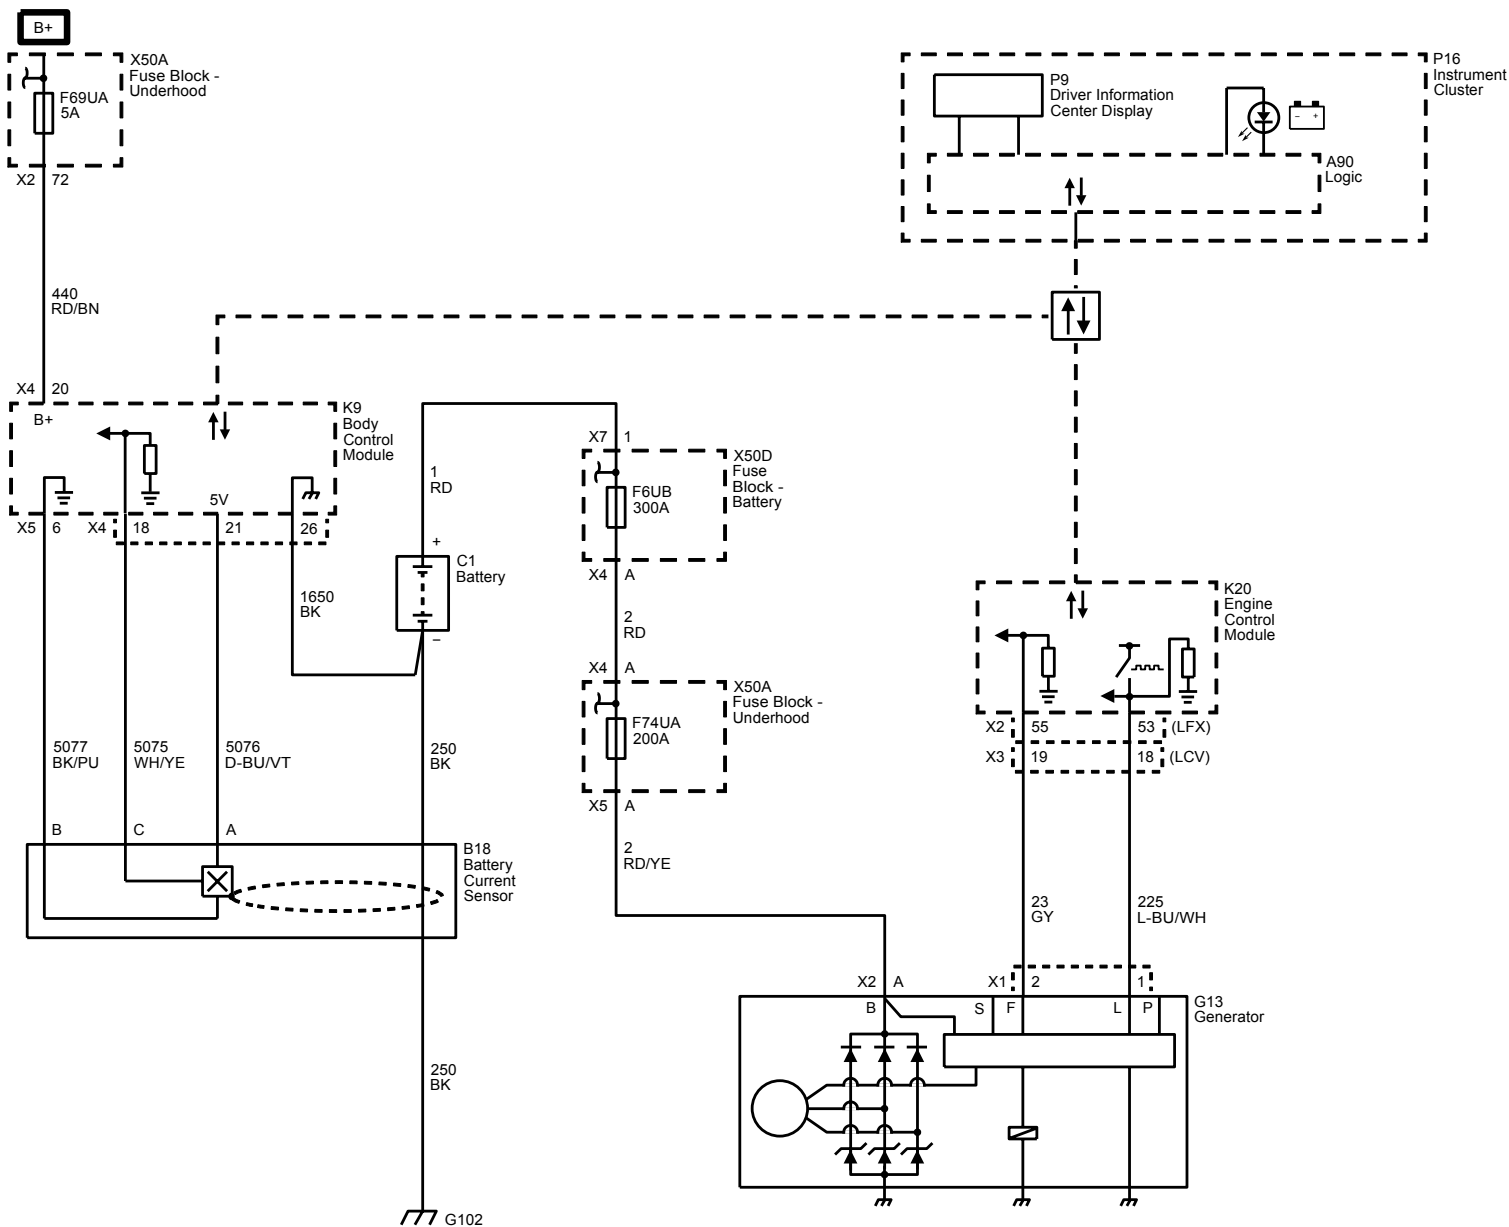 B+
X50A
Fuse Block -
Underhood
F69UA
5A
X2 72
440
RD/BN
X4 20
B+
K9
Body
Control
Module
5V
X5 6 X4 18 21 26
1650
BK
5077
BK/PU
5075
WH/YE
5076
D-BU/VT
B C A
B18
Battery
Current
Sensor
1
RD
+
C1
Battery
–
250
BK
250
BK
G102
X7 1
X50D
Fuse
Block -
Battery
F6UB
300A
X4 A
2
RD
X4 A
X50A
Fuse Block -
Underhood
F74UA
200A
X5 A
2
RD/YE
P16
Instrument
Cluster
P9
Driver Information
Center Display
– +
A90
Logic
K20
Engine
Control
Module
X2 55 53 (LFX)
X3 19 18 (LCV)
23
GY
225
L-BU/WH
X2 A X1 2 1
B S F L P
G13
Generator